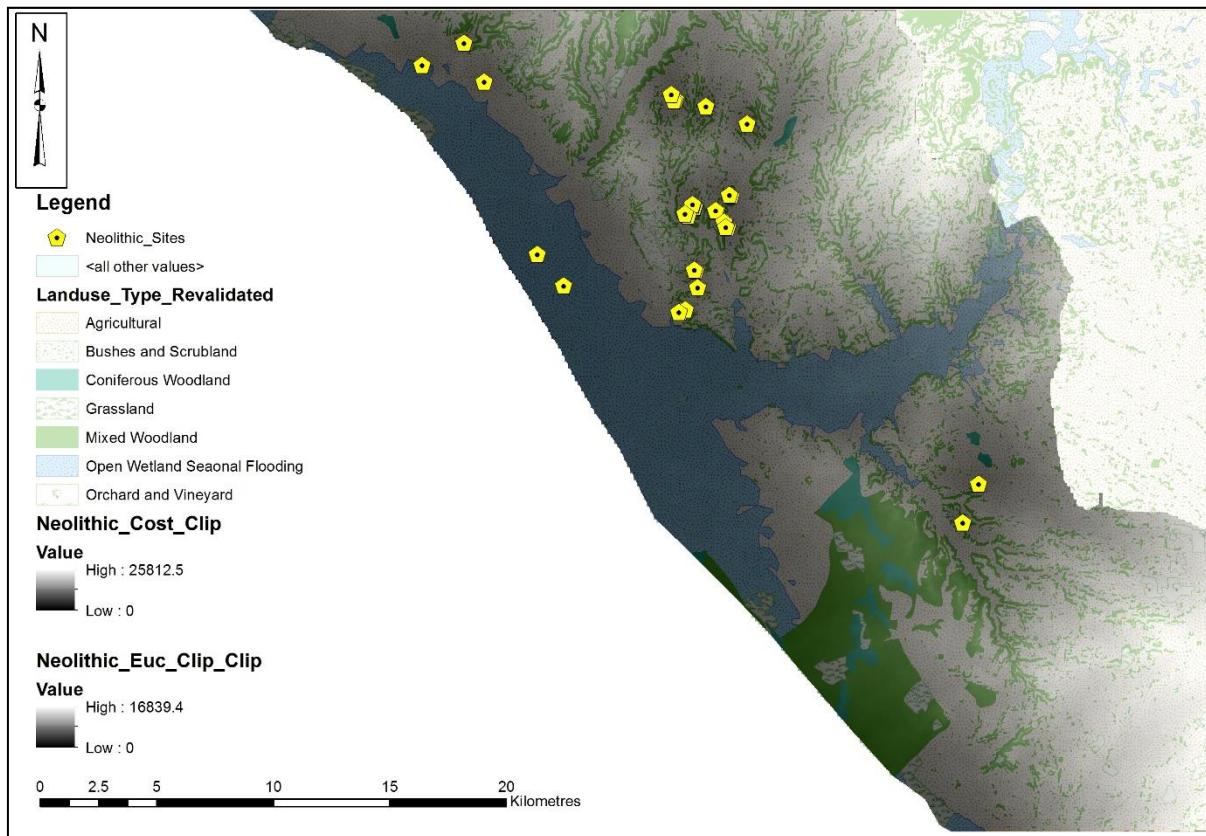 N
Legend
Neolithic_Sites
<all other values>
Landuse_Type_Revalidated
Agricultural
Bushes and Scrubland
Coniferous Woodland
Grassland
Mixed Woodland
Open Wetland Seaonal Flooding
Orchard and Vineyard
Neolithic_Cost_Clip
Value
High : 25812.5
Low : 0
Neolithic_Euc_Clip_Clip
Value
High : 16839.4
Low : 0
0 2.5 5 10 15 20
Kilometres